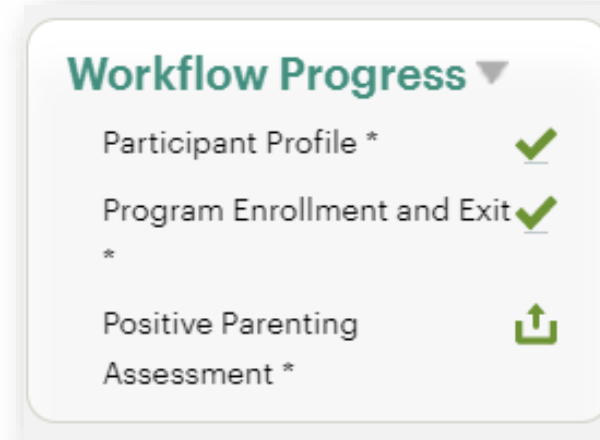 Workflow Progress
Participant Profile *
Program Enrollment and Exit
*
Positive Parenting
Assessment *